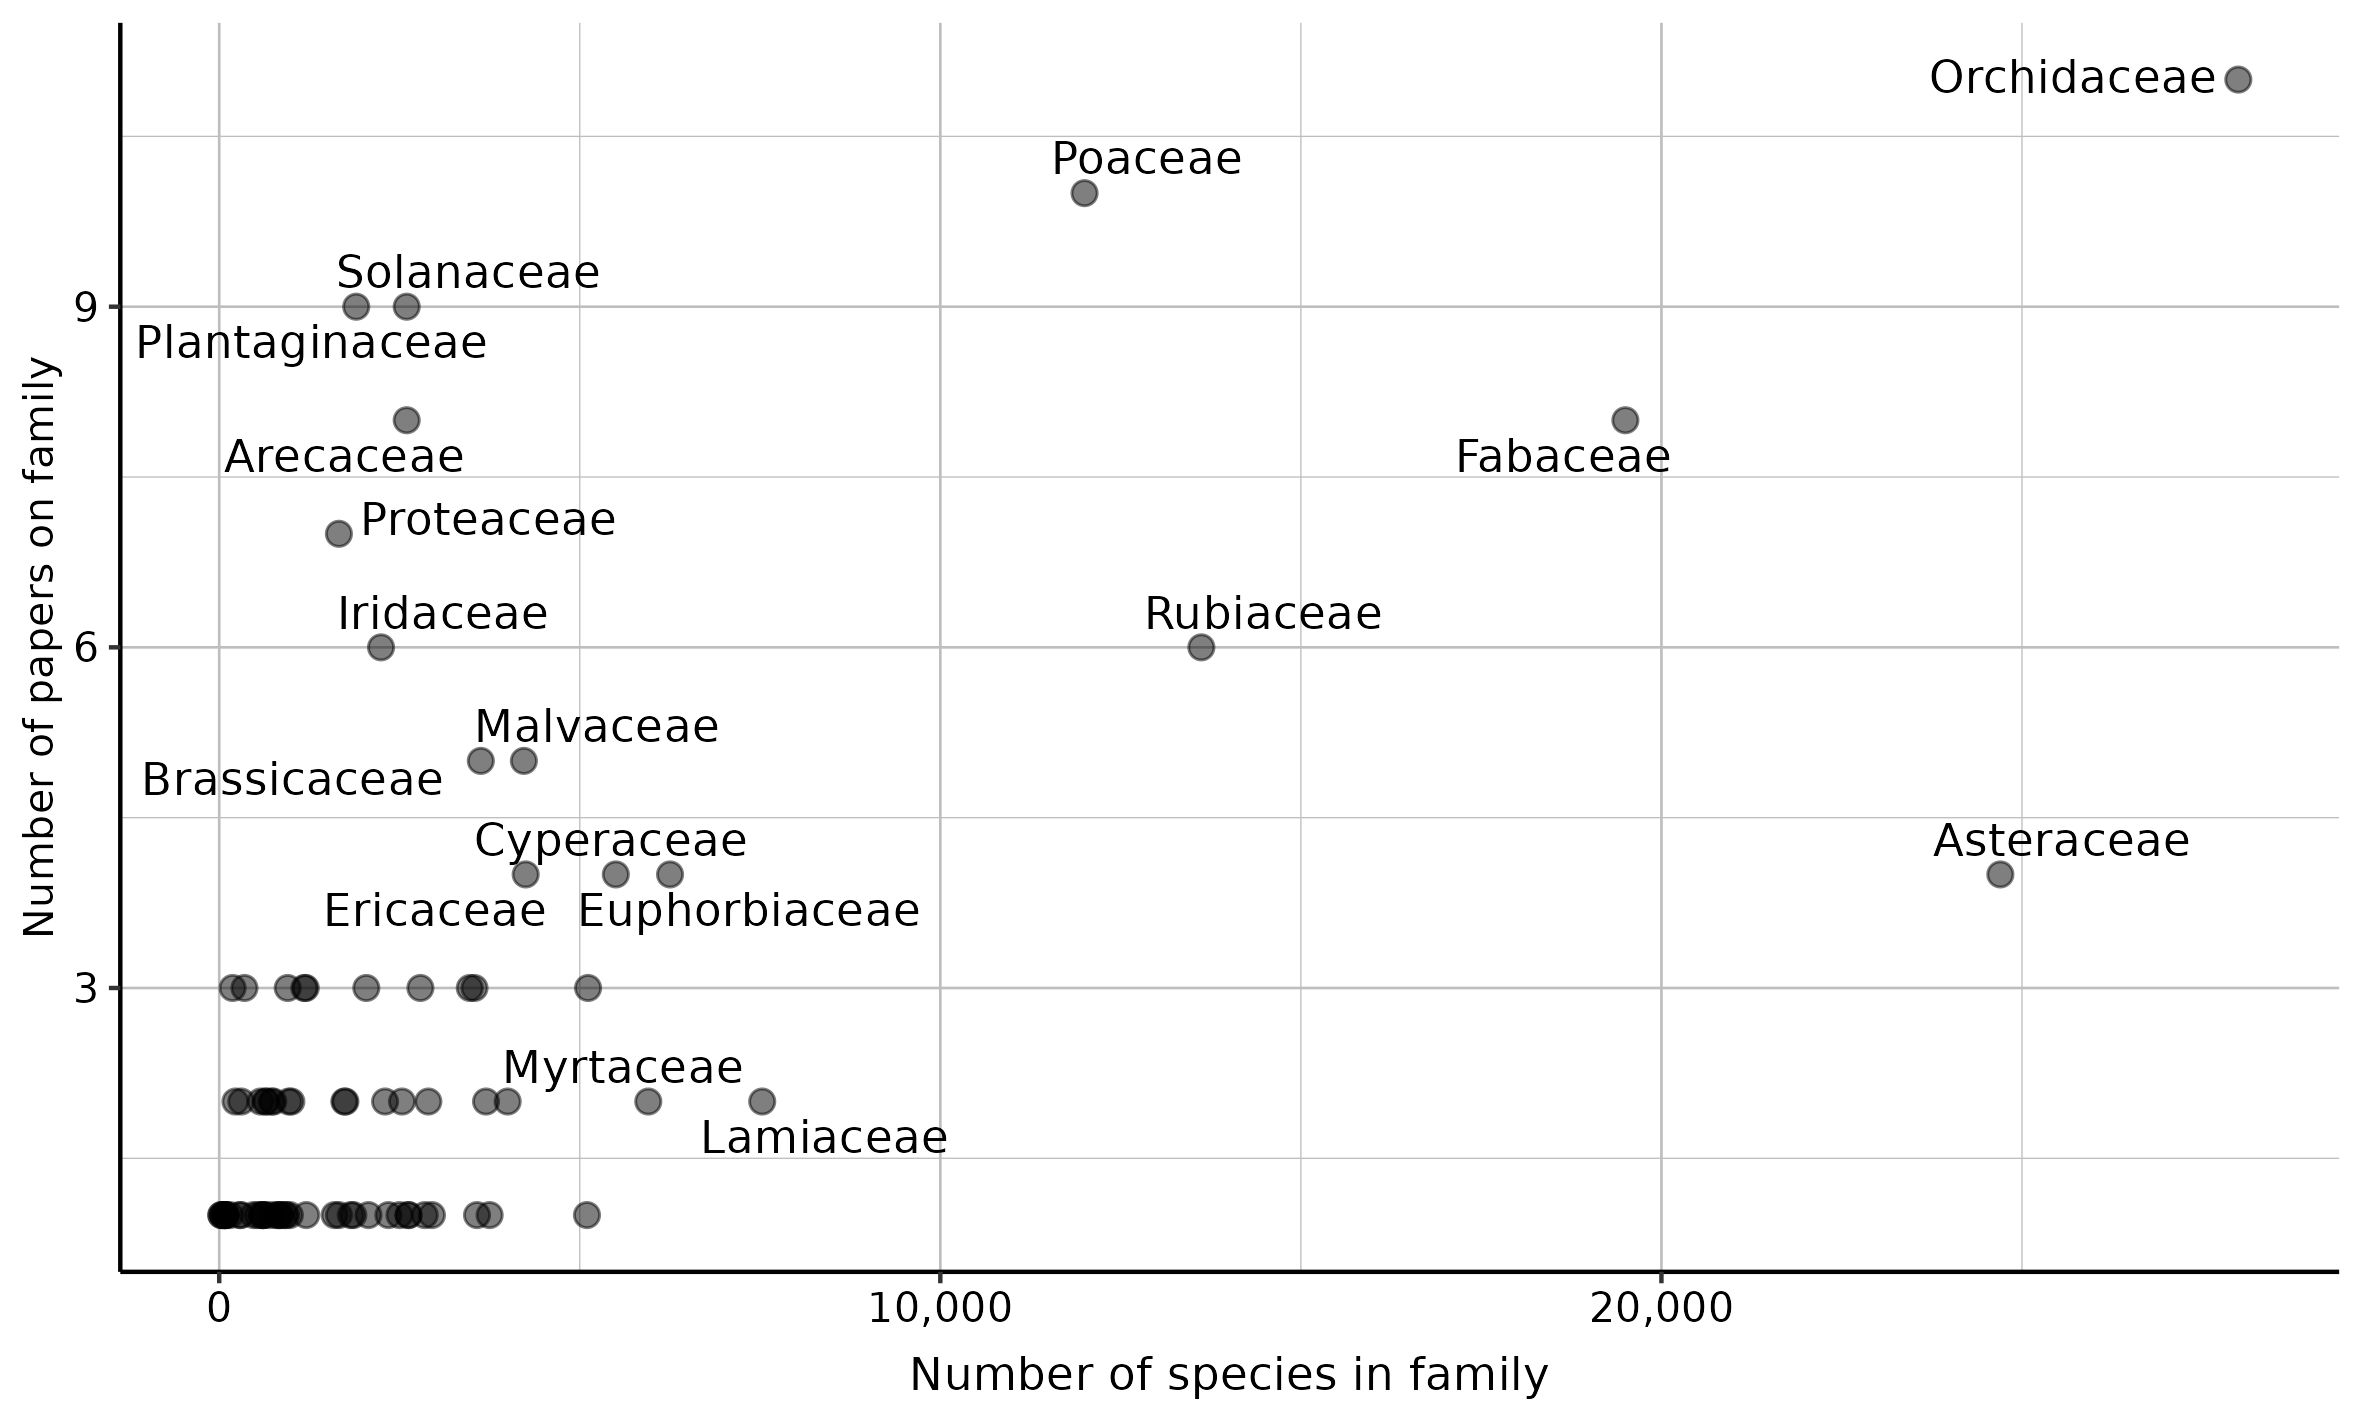 Orchidaceae
Poaceae
Solanaceae
9
Plantaginaceae
Arecaceae
Fabaceae
Proteaceae
Iridaceae
Rubiaceae
6
Malvaceae
Brassicaceae
Cyperaceae
Asteraceae
Ericaceae
Euphorbiaceae
3
Myrtaceae
Lamiaceae
0
10,000
20,000
Number of species in family
Number of papers on family